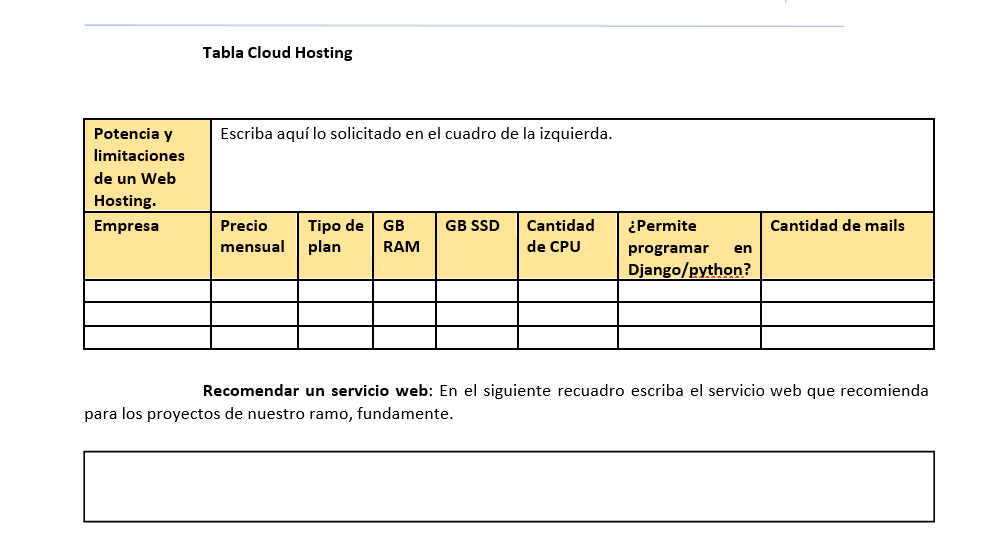 Tabla Cloud Hosting
Potencia y
limitaciones
de un Web
Hosting.
Escriba aquí lo solicitado en el cuadro de la izquierda.
Empresa
Precio
mensual
Tipo de
plan
GB
RAM
GB SSD
Cantidad
de CPU
¿Permite
programar en
Django/python?
Cantidad de mails
Recomendar un servicio web: En el siguiente recuadro escriba el servicio web que recomienda
para los proyectos de nuestro ramo, fundamente.